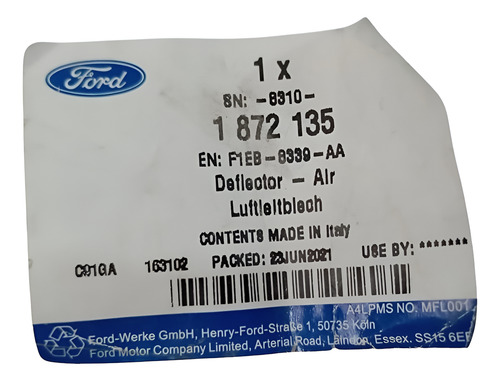 Ford
1 x
SN: -8310-
1 872 135
EN: F1EB-8339-AA
Deflector - Air
Luftleitblech
CONTENTS MADE IN Italy
C91GA 163102 PACKED: 23JUN2021 USE BY: *******
A4LPMS NO. MFL001
Ford-Werke GmbH, Henry-Ford-Straße 1, 50735 Köln
Ford Motor Company Limited, Arterial Road, Laindon, Essex. SS15 6EE